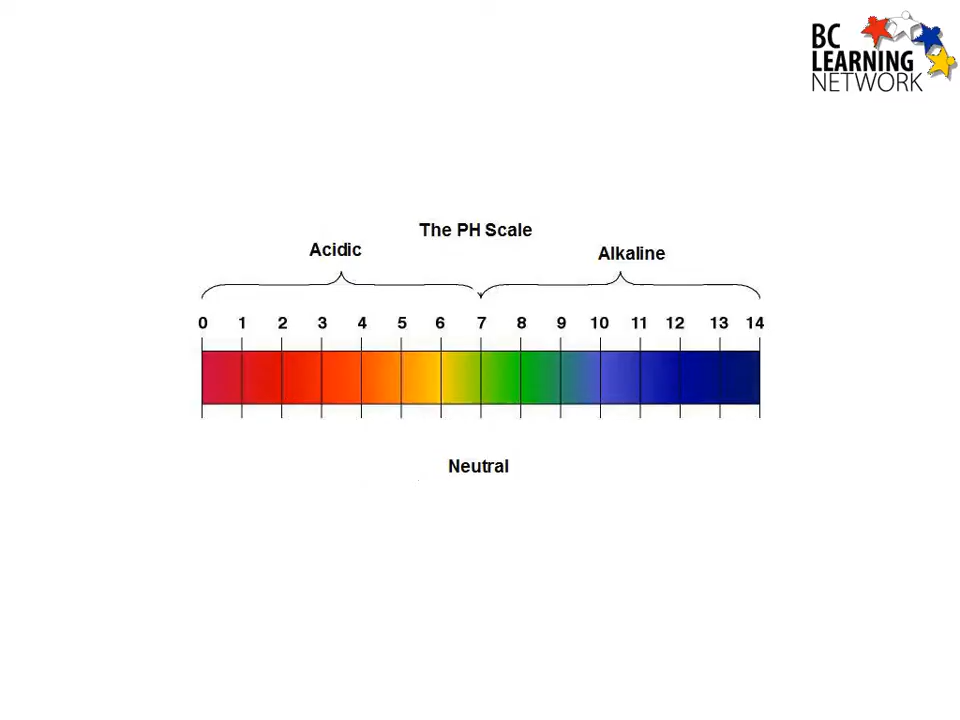 BC
LEARNING
NETWORK
The PH Scale
Acidic
Alkaline
0 1 2 3 4 5 6 7 8 9 10 11 12 13 14
Neutral